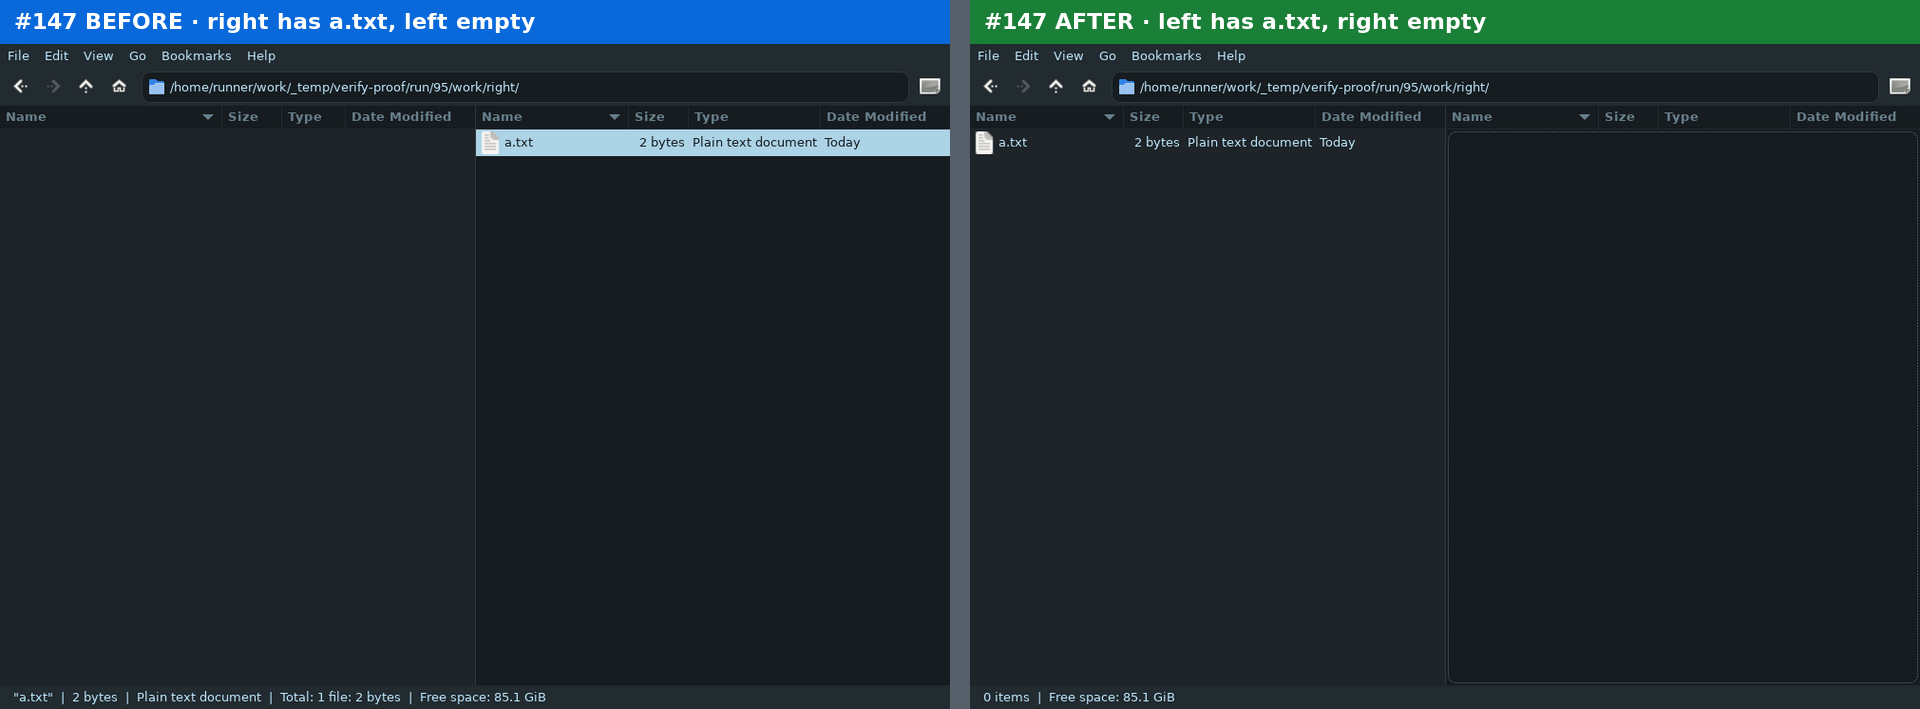 #147 BEFORE · right has a.txt, left empty
File Edit View Go Bookmarks Help
/home/runner/work/_temp/verify-proof/run/95/work/right/
Name Size Type Date Modified Name Size Type Date Modified
a.txt 2 bytes Plain text document Today
"a.txt" | 2 bytes | Plain text document | Total: 1 file: 2 bytes | Free space: 85.1 GiB
#147 AFTER · left has a.txt, right empty
File Edit View Go Bookmarks Help
/home/runner/work/_temp/verify-proof/run/95/work/right/
Name Size Type Date Modified Name Size Type Date Modified
a.txt 2 bytes Plain text document Today
0 items | Free space: 85.1 GiB